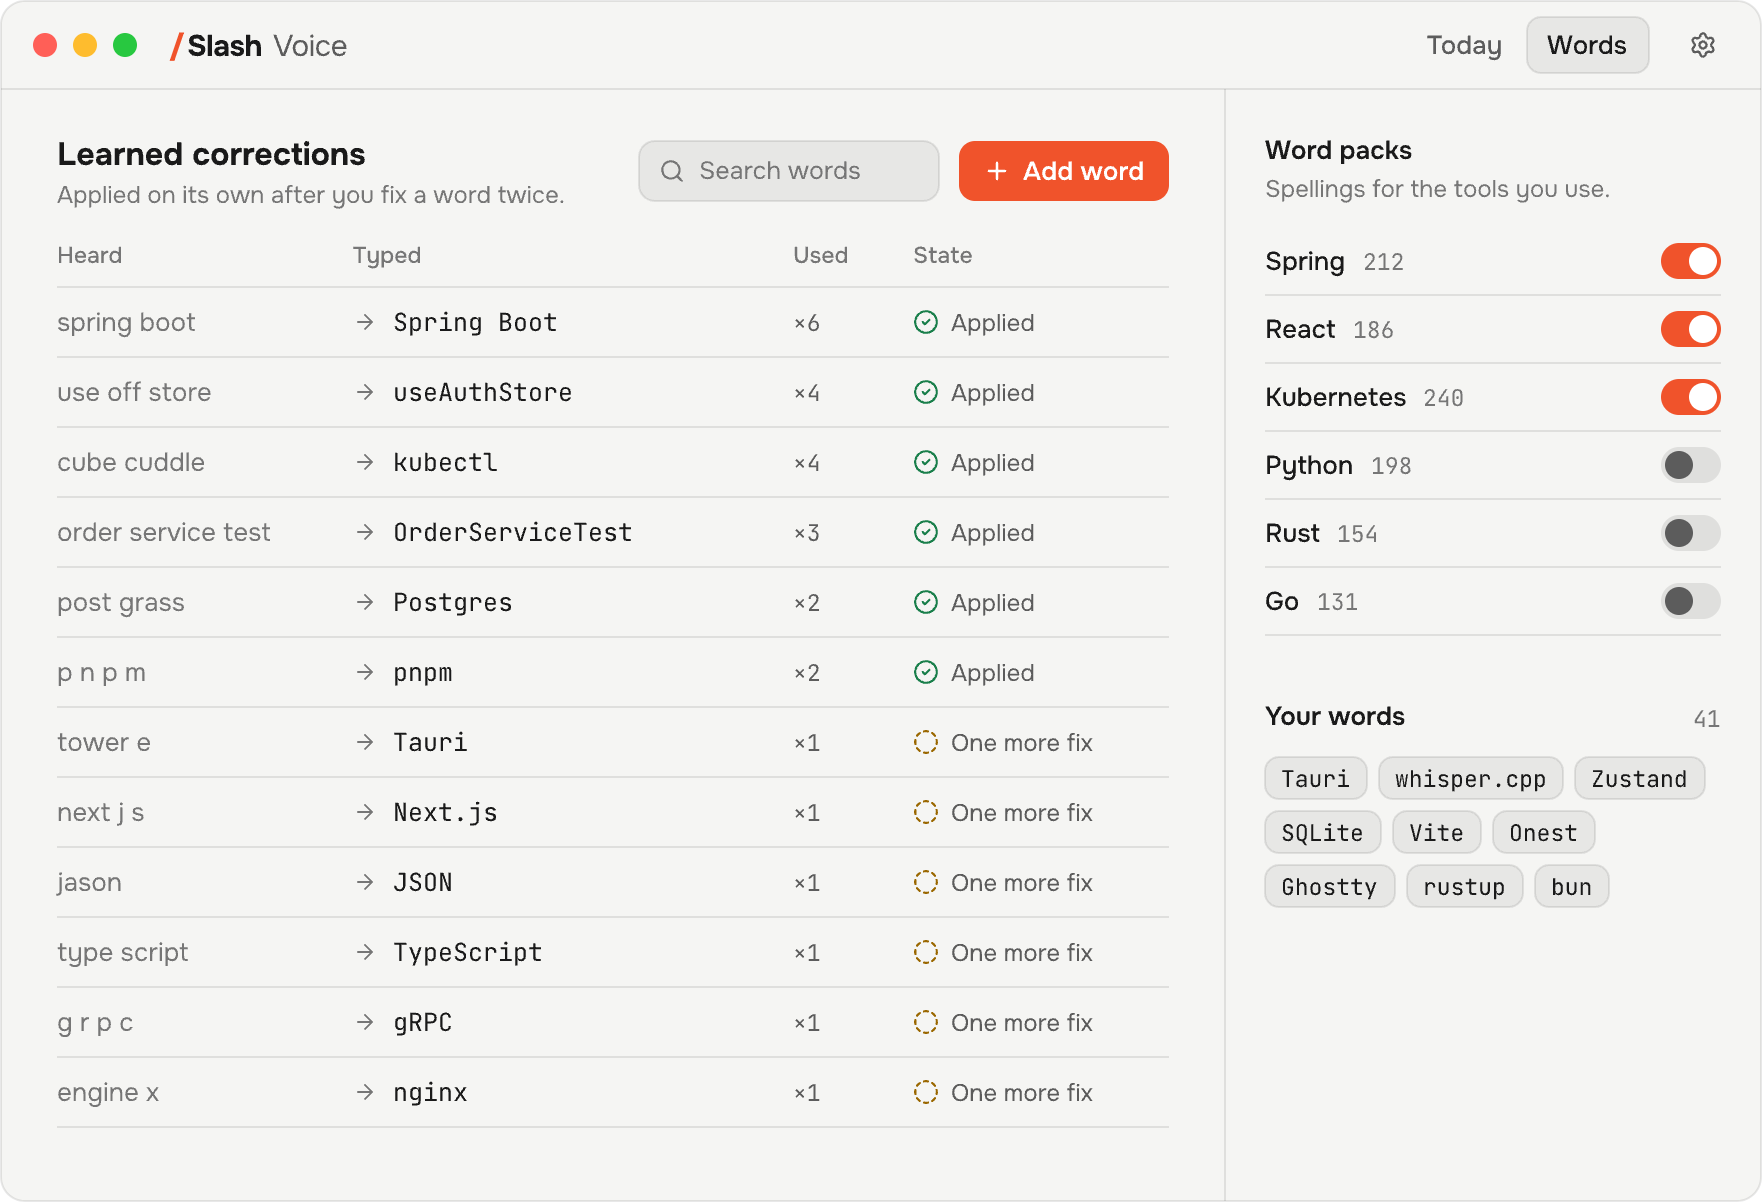 /Slash Voice
Today
Words
Learned corrections
Applied on its own after you fix a word twice.
Search words
+ Add word
Heard Typed Used State
spring boot → Spring Boot ×6 Applied
use off store → useAuthStore ×4 Applied
cube cuddle → kubectl ×4 Applied
order service test → OrderServiceTest ×3 Applied
post grass → Postgres ×2 Applied
p n p m → pnpm ×2 Applied
tower e → Tauri ×1 One more fix
next j s → Next.js ×1 One more fix
jason → JSON ×1 One more fix
type script → TypeScript ×1 One more fix
g r p c → gRPC ×1 One more fix
engine x → nginx ×1 One more fix
Word packs
Spellings for the tools you use.
Spring 212
React 186
Kubernetes 240
Python 198
Rust 154
Go 131
Your words 41
Tauri whisper.cpp Zustand
SQLite Vite Onest
Ghostty rustup bun